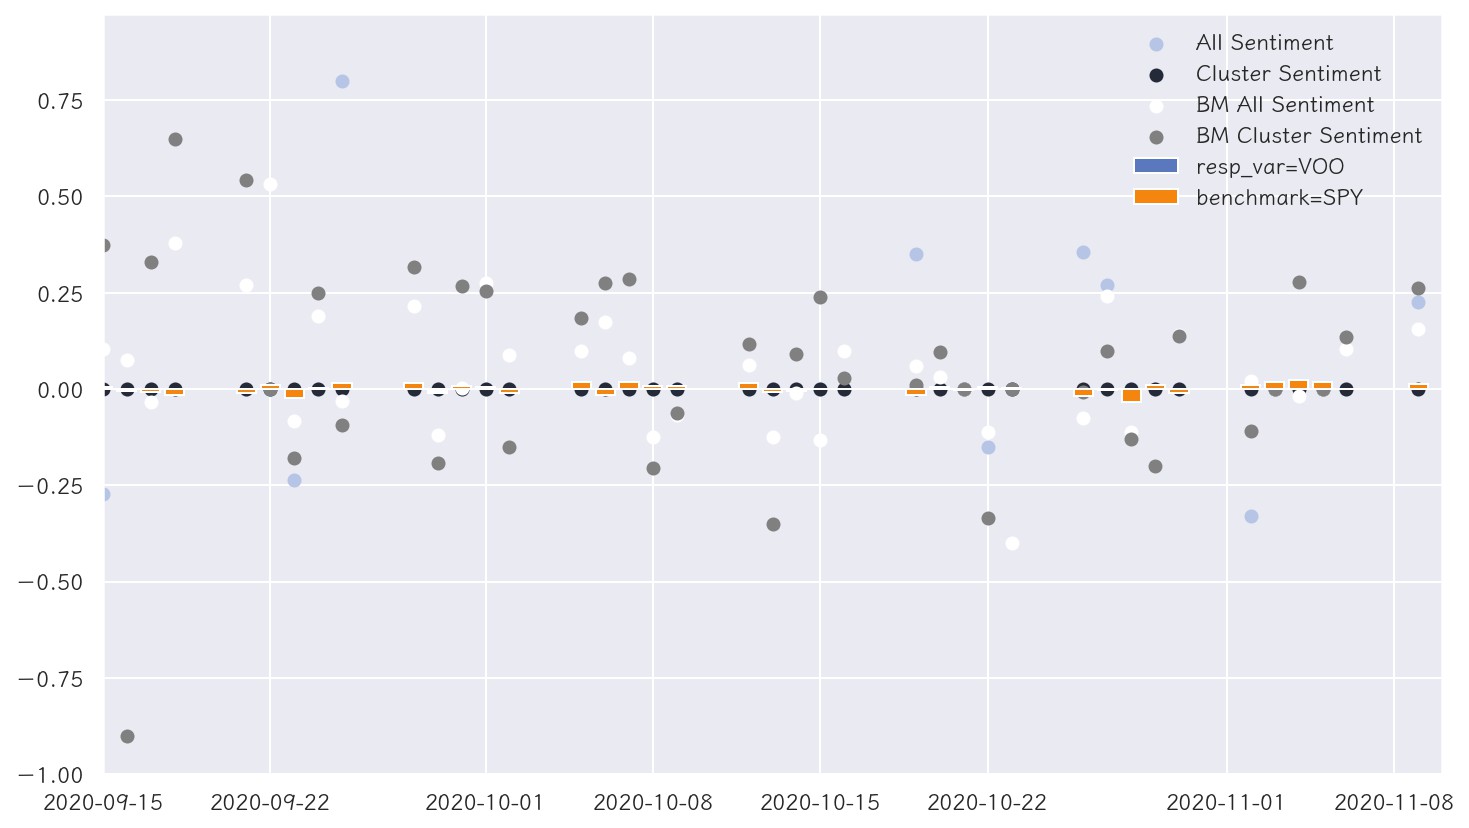 All Sentiment
Cluster Sentiment
BM All Sentiment
BM Cluster Sentiment
resp_var=VOO
benchmark=SPY
0.75
0.50
0.25
0.00
−0.25
−0.50
−0.75
−1.00
2020-09-15 2020-09-22 2020-10-01 2020-10-08 2020-10-15 2020-10-22 2020-11-01 2020-11-08